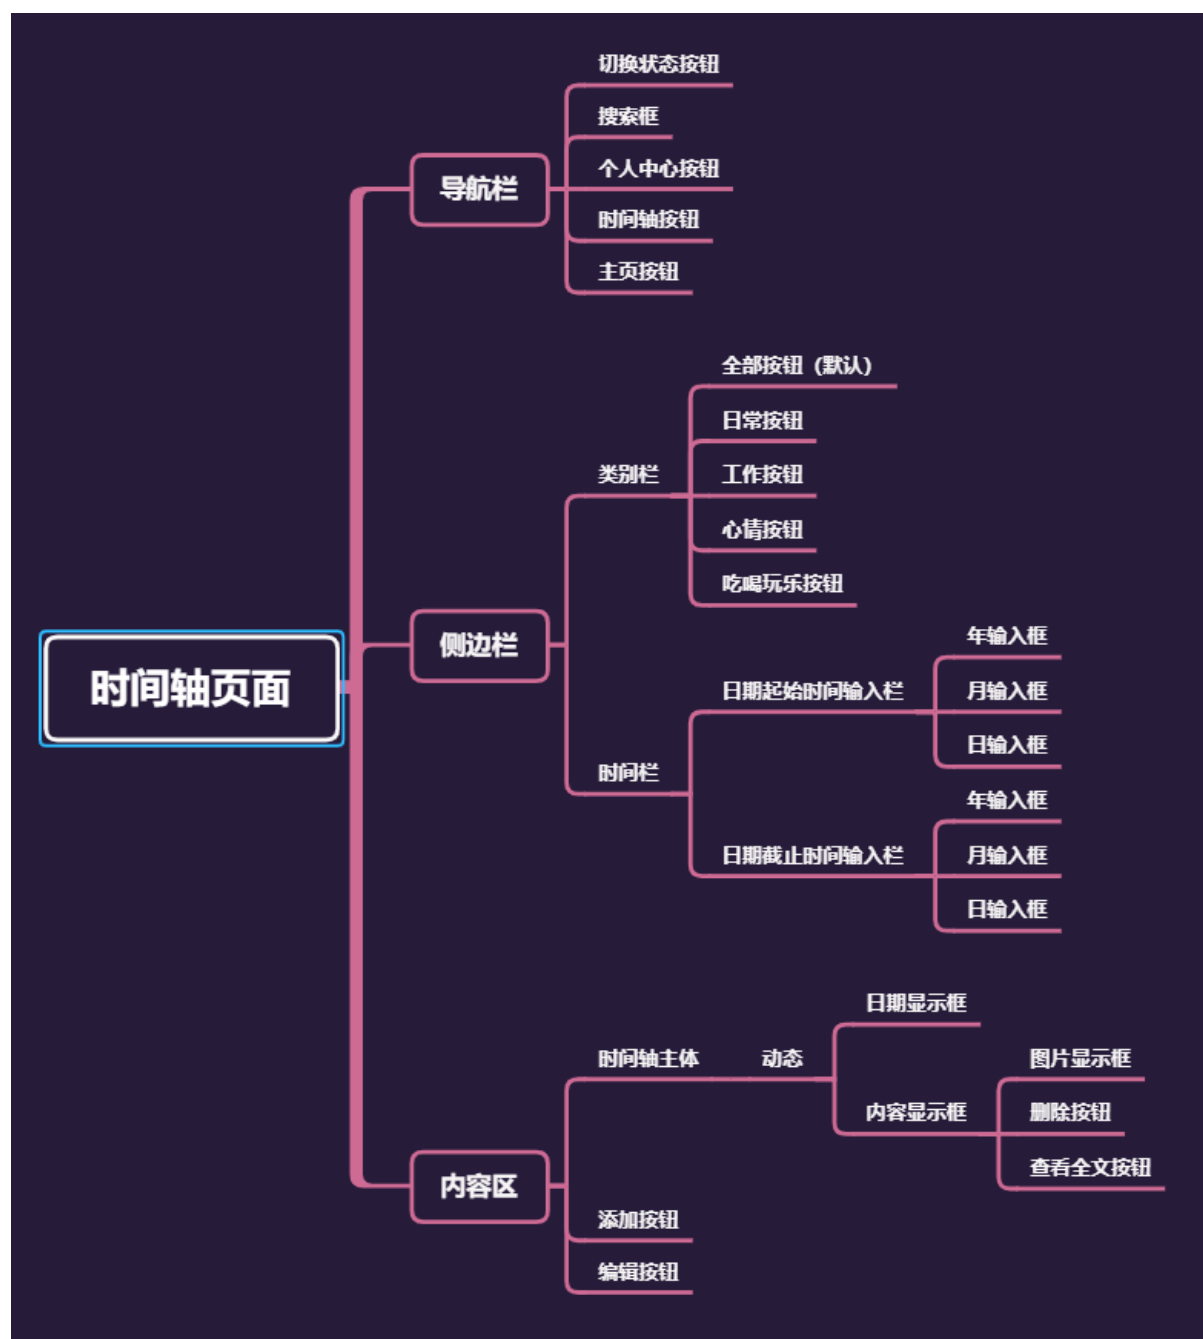 时间轴页面
导航栏
切换状态按钮
搜索框
个人中心按钮
时间轴按钮
主页按钮
侧边栏
类别栏
全部按钮（默认）
日常按钮
工作按钮
心情按钮
吃喝玩乐按钮
时间栏
日期起始时间输入栏
年输入框
月输入框
日输入框
日期截止时间输入栏
年输入框
月输入框
日输入框
内容区
时间轴主体
动态
日期显示框
内容显示框
图片显示框
删除按钮
查看全文按钮
添加按钮
编辑按钮